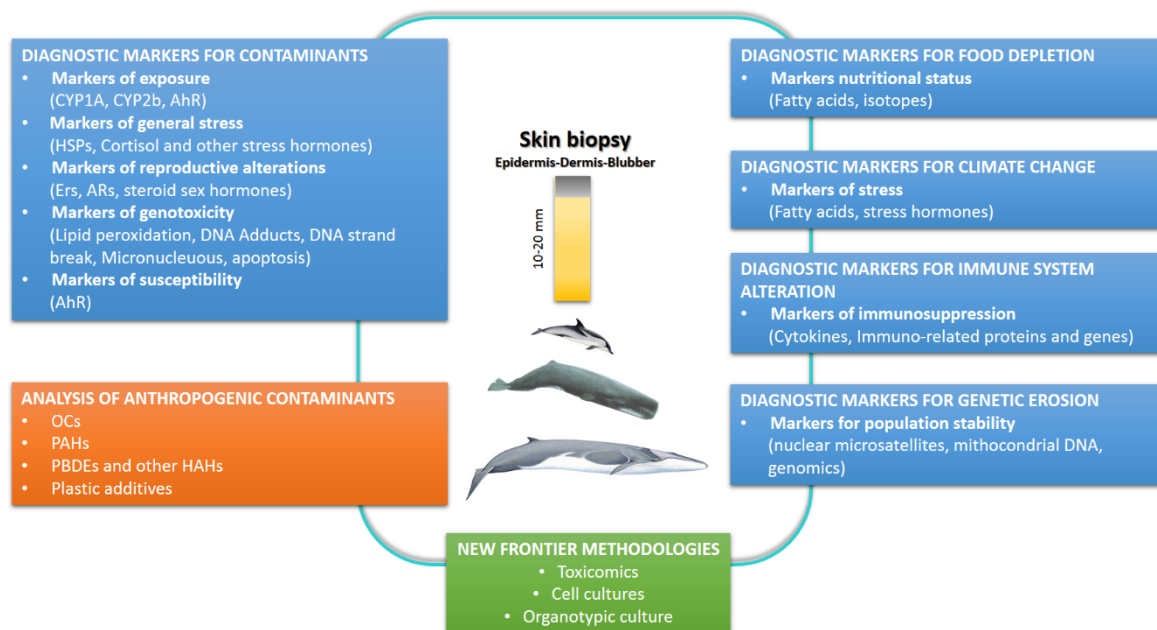 DIAGNOSTIC MARKERS FOR CONTAMINANTS
• Markers of exposure
(CYP1A, CYP2b, AhR)
• Markers of general stress
(HSPs, Cortisol and other stress hormones)
• Markers of reproductive alterations
(Ers, ARs, steroid sex hormones)
• Markers of genotoxicity
(Lipid peroxidation, DNA Adducts, DNA strand
break, Micronucleuous, apoptosis)
• Markers of susceptibility
(AhR)
ANALYSIS OF ANTHROPOGENIC CONTAMINANTS
• OCs
• PAHs
• PBDEs and other HAHs
• Plastic additives
Skin biopsy
Epidermis-Dermis-Blubber
10-20 mm
NEW FRONTIER METHODOLOGIES
• Toxicomics
• Cell cultures
• Organotypic culture
DIAGNOSTIC MARKERS FOR FOOD DEPLETION
• Markers nutritional status
(Fatty acids, isotopes)
DIAGNOSTIC MARKERS FOR CLIMATE CHANGE
• Markers of stress
(Fatty acids, stress hormones)
DIAGNOSTIC MARKERS FOR IMMUNE SYSTEM
ALTERATION
• Markers of immunosuppression
(Cytokines, Immuno-related proteins and genes)
DIAGNOSTIC MARKERS FOR GENETIC EROSION
• Markers for population stability
(nuclear microsatellites, mithocondrial DNA,
genomics)